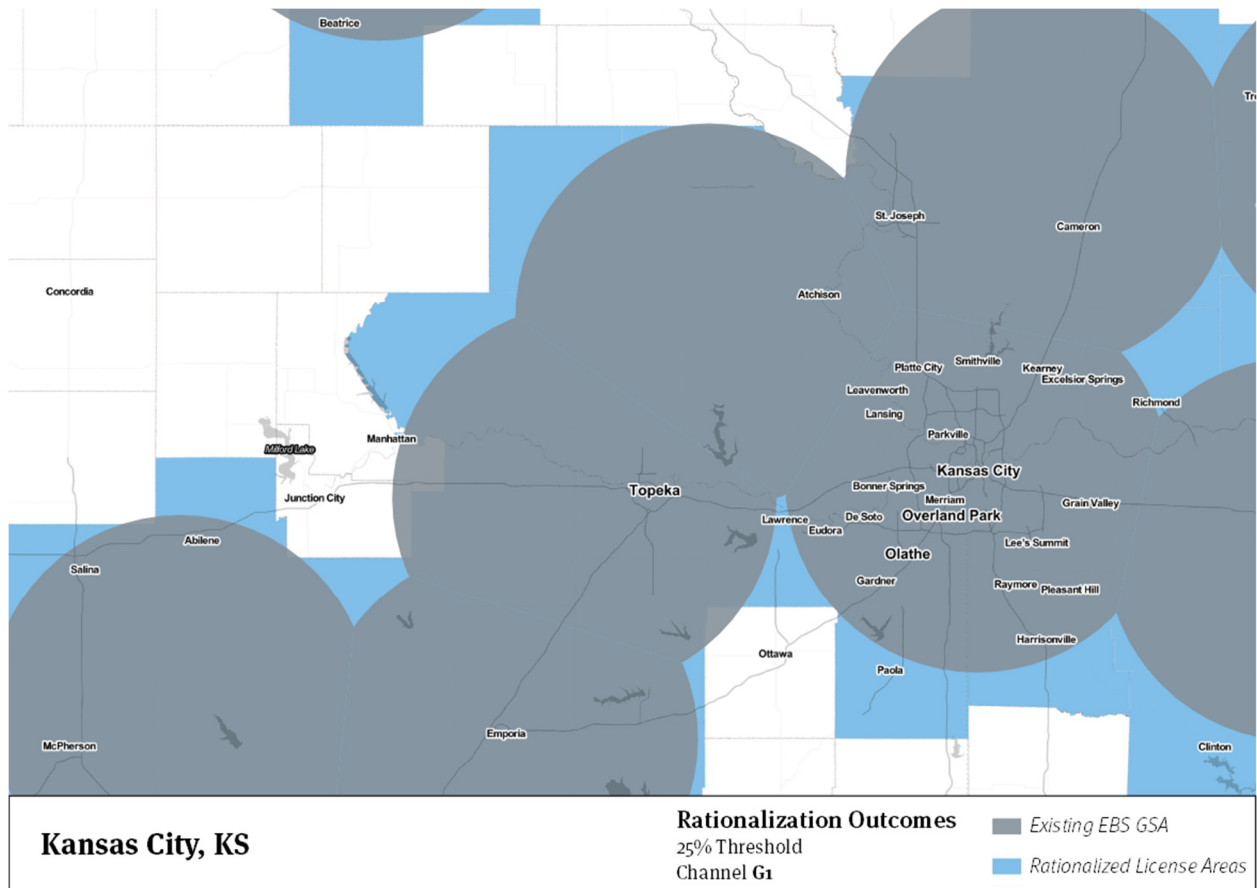 Beatrice
St. Joseph
Cameron
Concordia
Atchison
Smithville
Platte City
Kearney
Excelsior Springs
Leavenworth
Richmond
Lansing
Manhattan
Parkville
Milford Lake
Kansas City
Bonner Springs
Topeka
Junction City
Merriam
Grain Valley
Overland Park
De Soto
Lawrence
Eudora
Abilene
Lee's Summit
Olathe
Salina
Gardner
Raymore
Pleasant Hill
Harrisonville
Ottawa
Paola
Emporia
McPherson
Clinton
Kansas City, KS
Rationalization Outcomes
25% Threshold
Channel G1
Existing EBS GSA
Rationalized License Areas